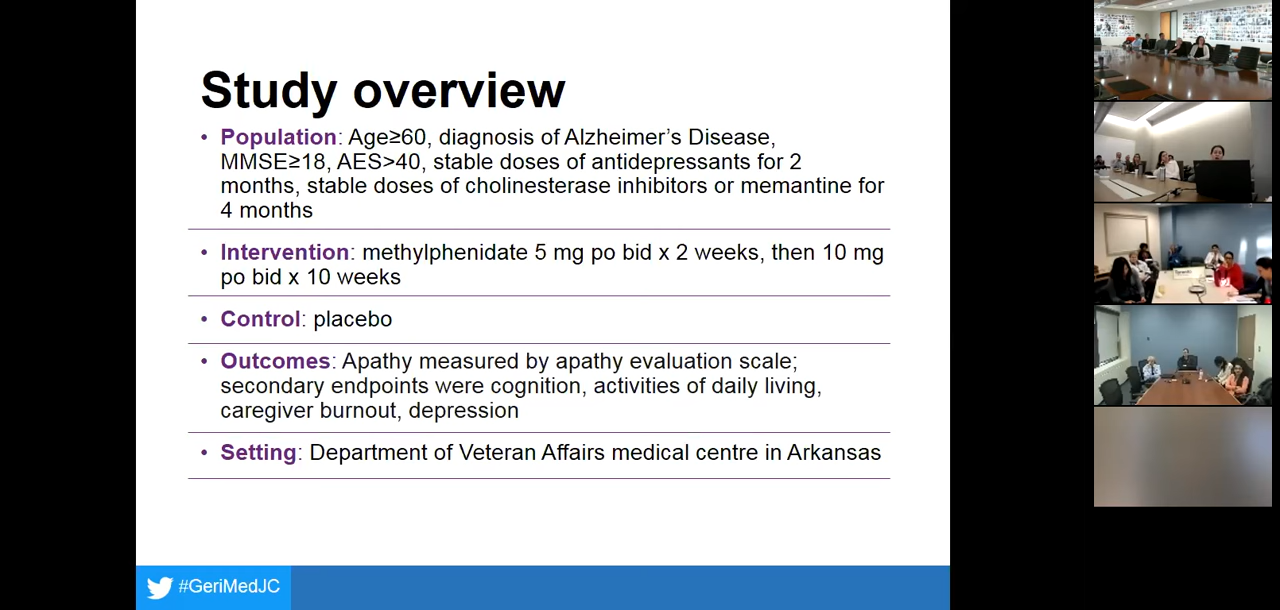 Study overview
• Population: Age≥60, diagnosis of Alzheimer's Disease,
MMSE≥18, AES>40, stable doses of antidepressants for 2
months, stable doses of cholinesterase inhibitors or memantine for
4 months
• Intervention: methylphenidate 5 mg po bid x 2 weeks, then 10 mg
po bid x 10 weeks
• Control: placebo
• Outcomes: Apathy measured by apathy evaluation scale;
secondary endpoints were cognition, activities of daily living,
caregiver burnout, depression
• Setting: Department of Veteran Affairs medical centre in Arkansas
#GeriMedJC